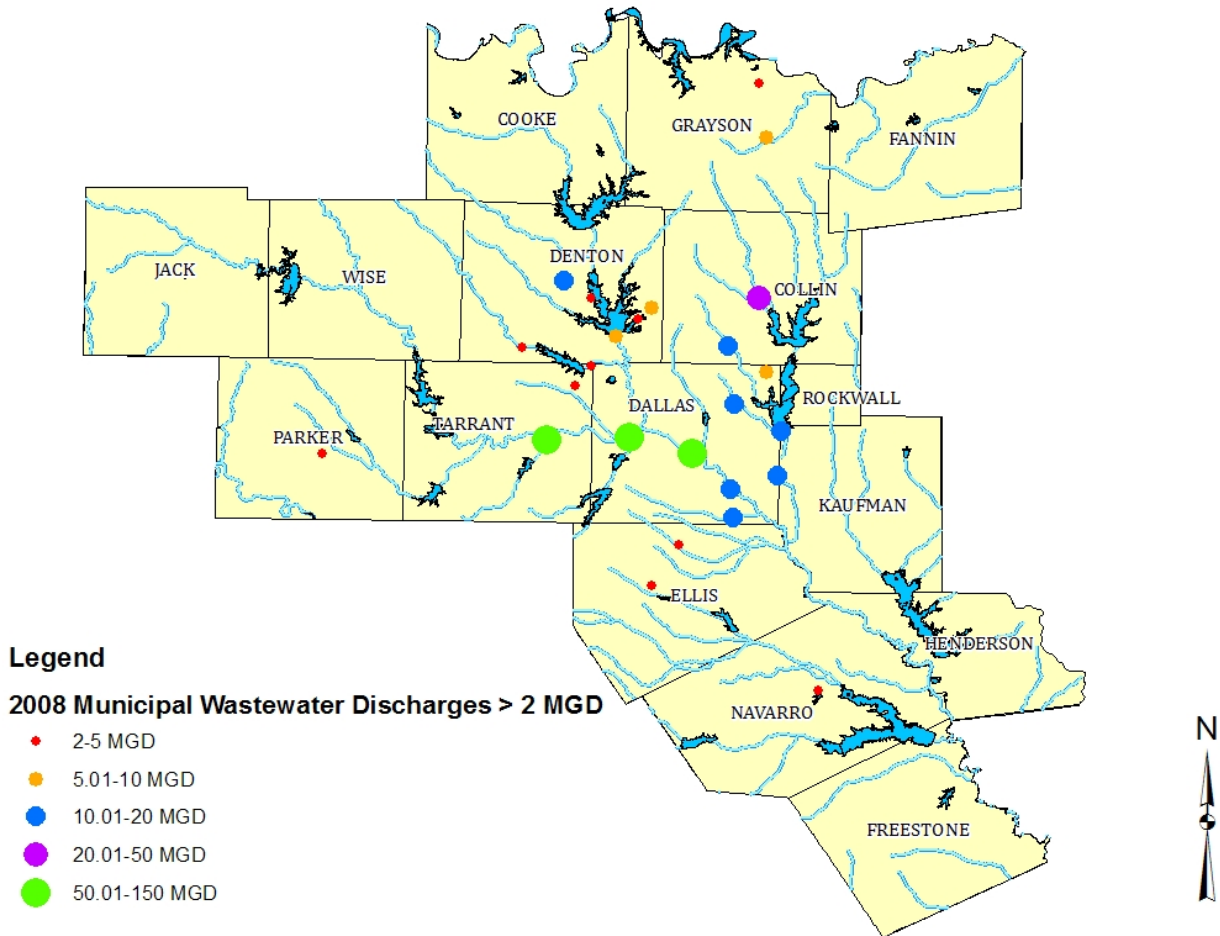 COOKE
GRAYSON
FANNIN
DENTON
JACK
WISE
COLLIN
ROCKWALL
DALLAS
TARRANT
PARKER
KAUFMAN
ELLIS
HENDERSON
NAVARRO
FREESTONE
Legend
2008 Municipal Wastewater Discharges > 2 MGD
2-5 MGD
5.01-10 MGD
10.01-20 MGD
20.01-50 MGD
50.01-150 MGD
N